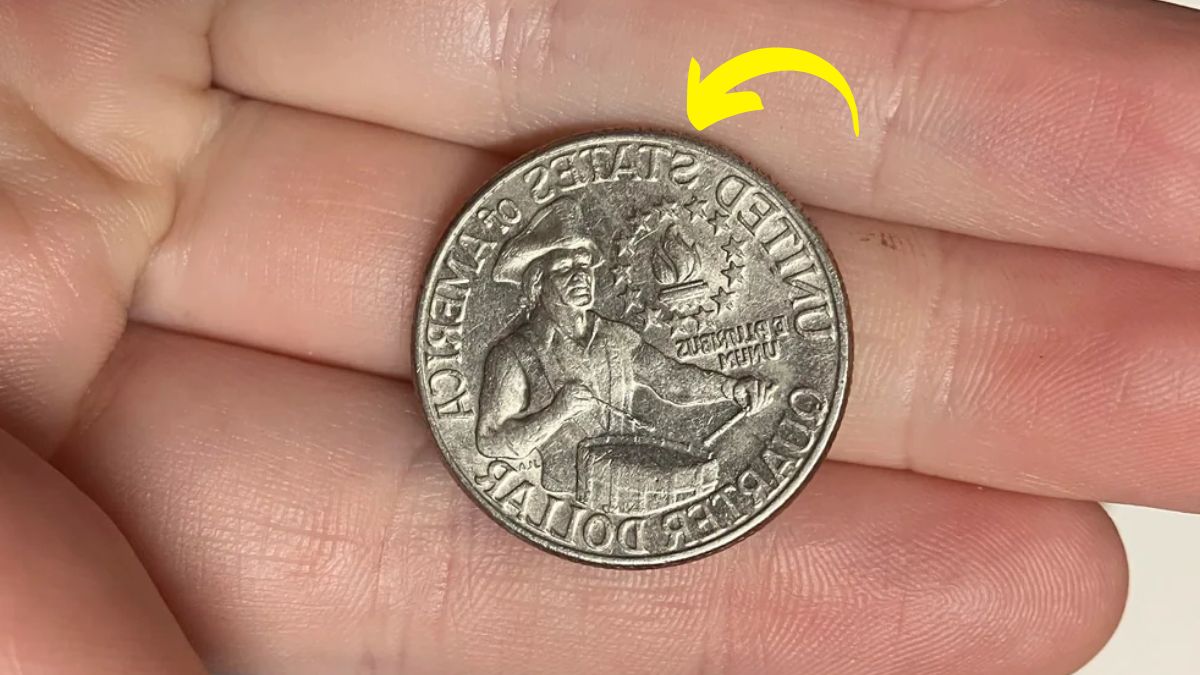 UNITED STATES OF AMERICA
E PLURIBUS
UNUM
QUARTER DOLLAR